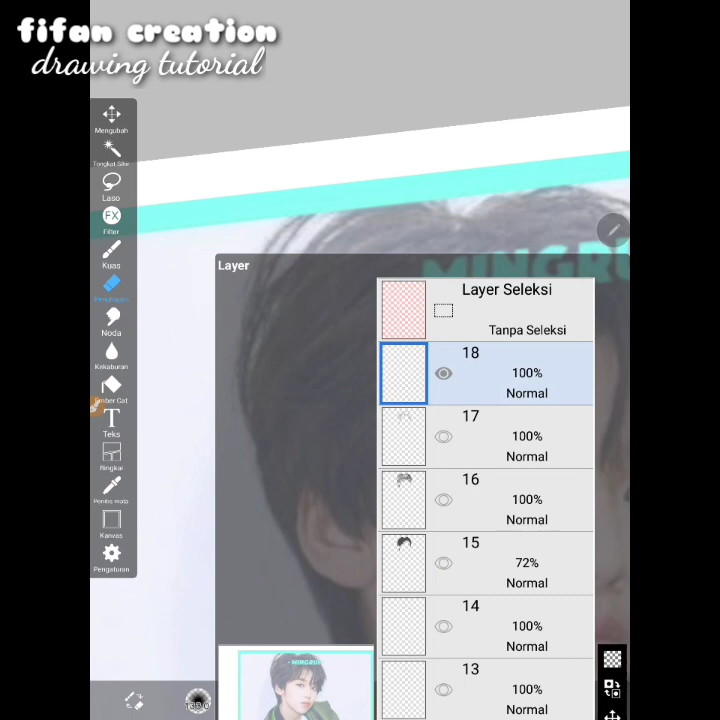 fifan creation
drawing tutorial
Mengubah
Tongkat Sihir
Laso
FX
Filter
Kuas
Penghapus
Noda
Kekaburan
Ember Cat
T
Teks
Bingkai
Kanvas
Pengaturan
MINGRU
Layer
Layer Seleksi
Tanpa Seleksi
18
100%
Normal
17
100%
Normal
16
100%
Normal
15
72%
Normal
14
100%
Normal
13
100%
Normal